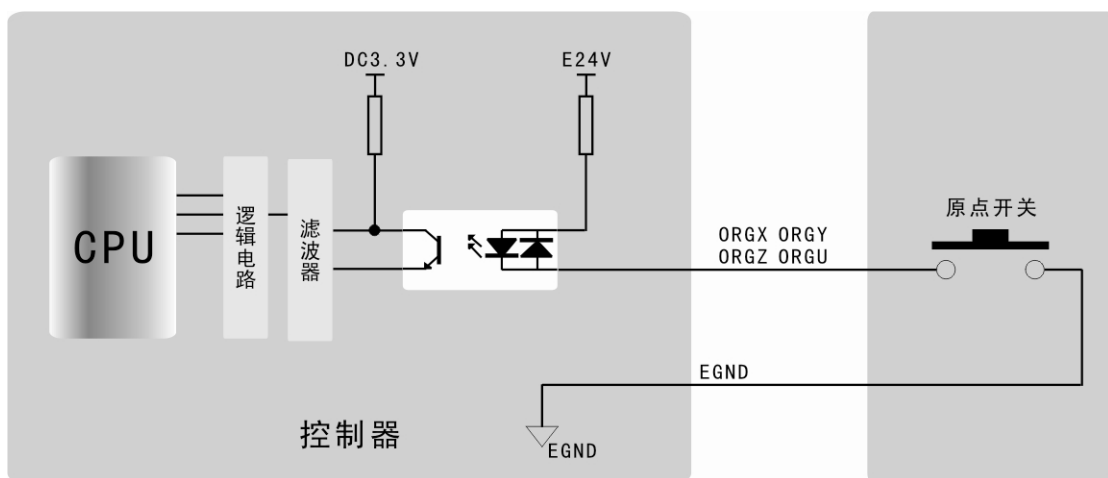 DC3.3V
E24V
CPU
逻辑电路
滤波器
原点开关
ORGX ORGY
ORGZ ORGU
EGND
EGND
控制器